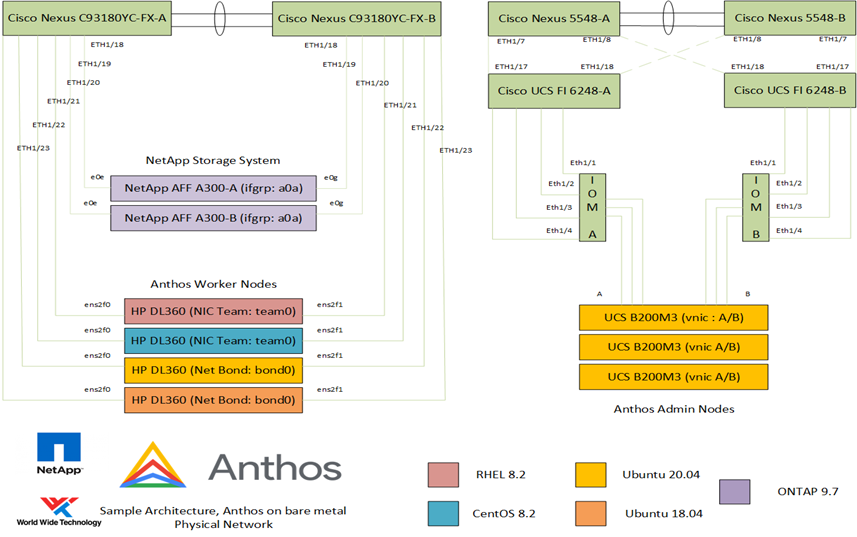 Cisco Nexus C93180YC-FX-A
Cisco Nexus C93180YC-FX-B
Cisco Nexus 5548-A
Cisco Nexus 5548-B
ETH1/18
ETH1/18
ETH1/7
ETH1/8
ETH1/8
ETH1/7
ETH1/19
ETH1/19
ETH1/17
ETH1/18
ETH1/18
ETH1/17
ETH1/20
ETH1/20
Cisco UCS FI 6248-A
Cisco UCS FI 6248-B
ETH1/21
ETH1/21
ETH1/22
ETH1/22
ETH1/23
ETH1/23
NetApp Storage System
e0e
NetApp AFF A300-A (ifgrp: a0a)
e0g
e0e
NetApp AFF A300-B (ifgrp: a0a)
e0g
Eth1/1
Eth1/2
Eth1/3
Eth1/4
IOM A
Eth1/1
Eth1/2
Eth1/3
Eth1/4
IOM B
Anthos Worker Nodes
ens2f0
HP DL360 (NIC Team: team0)
ens2f1
ens2f0
HP DL360 (NIC Team: team0)
ens2f1
ens2f0
HP DL360 (Net Bond: bond0)
ens2f1
ens2f0
HP DL360 (Net Bond: bond0)
ens2f1
A
B
UCS B200M3 (vnic : A/B)
UCS B200M3 (vnic A/B)
UCS B200M3 (vnic A/B)
Anthos Admin Nodes
NetApp
Anthos
World Wide Technology
Sample Architecture, Anthos on bare metal
Physical Network
RHEL 8.2
Ubuntu 20.04
ONTAP 9.7
CentOS 8.2
Ubuntu 18.04